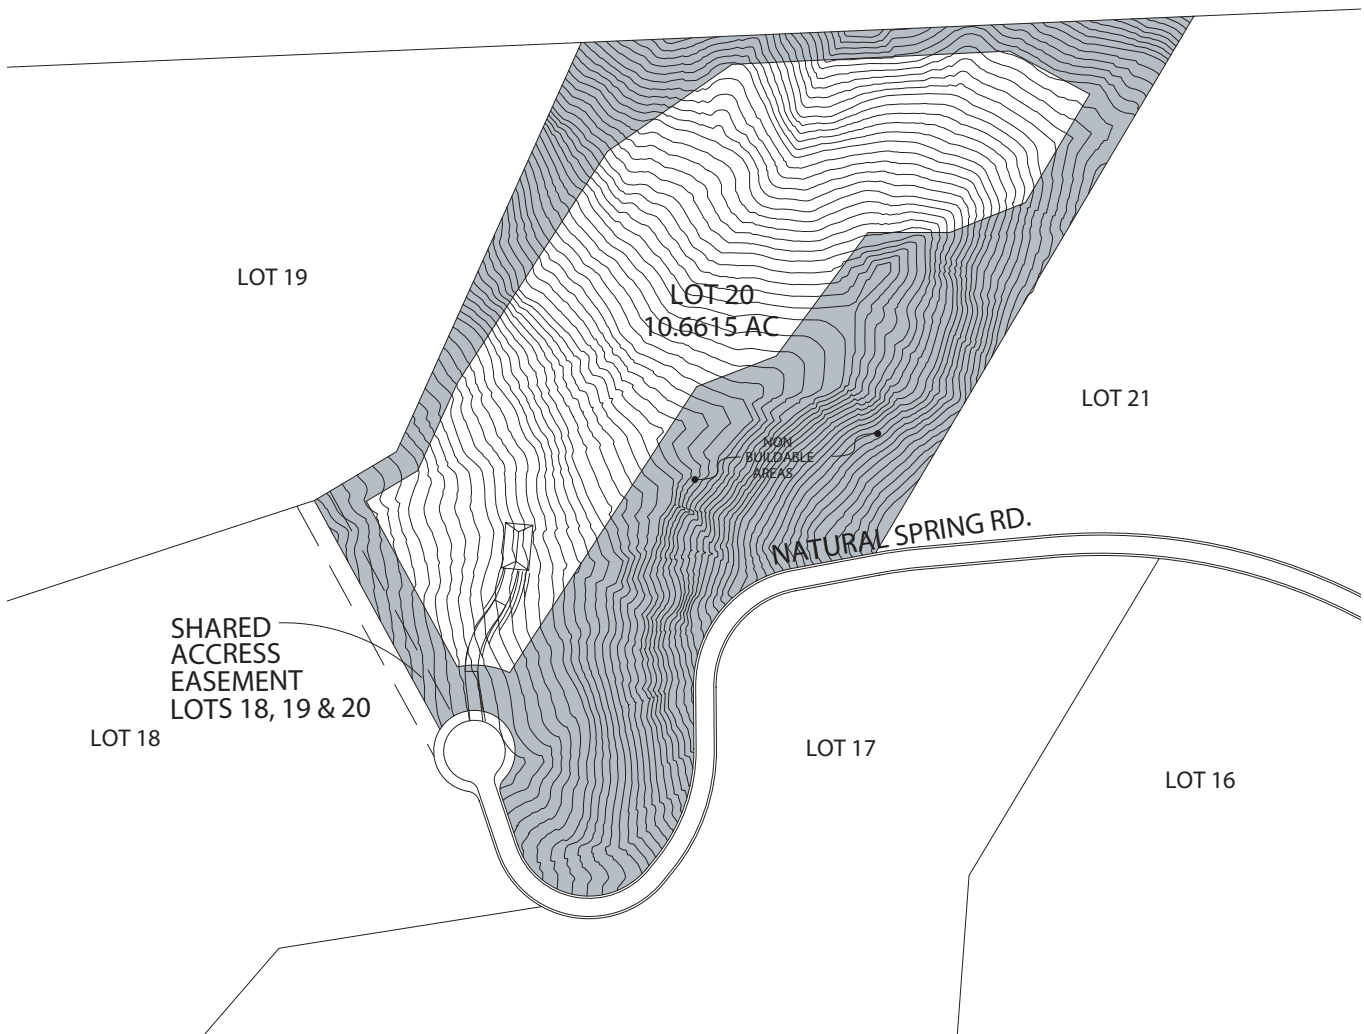 LOT 19
LOT 20
10.6615 AC
LOT 21
NON
BUILDABLE
AREAS
NATURAL SPRING RD.
SHARED
ACCRESS
EASEMENT
LOTS 18, 19 & 20
LOT 18
LOT 17
LOT 16